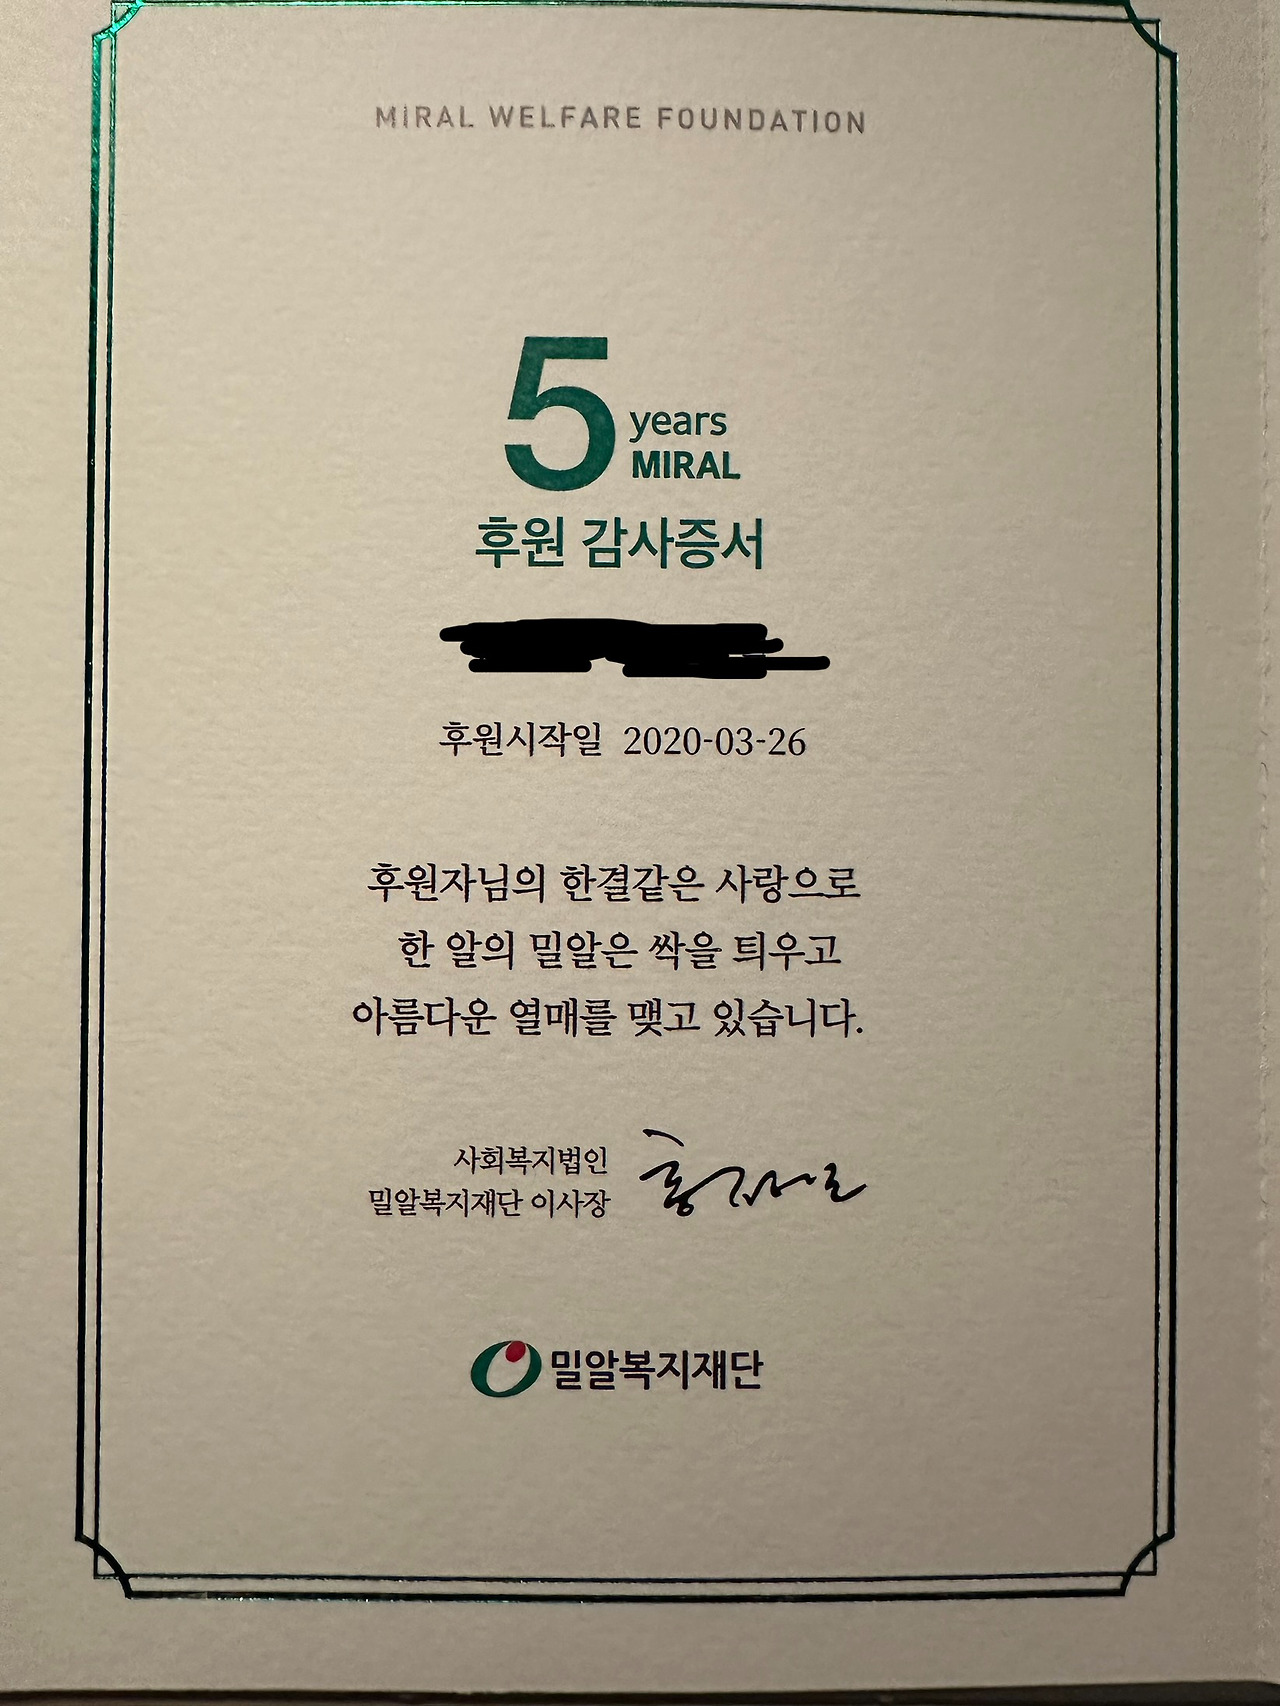 MIRAL WELFARE FOUNDATION
5 years
MIRAL
후원 감사증서
후원시작일 2020-03-26
후원자님의 한결같은 사랑으로
한 알의 밀알은 싹을 틔우고
아름다운 열매를 맺고 있습니다.
사회복지법인
밀알복지재단 이사장
밀알복지재단